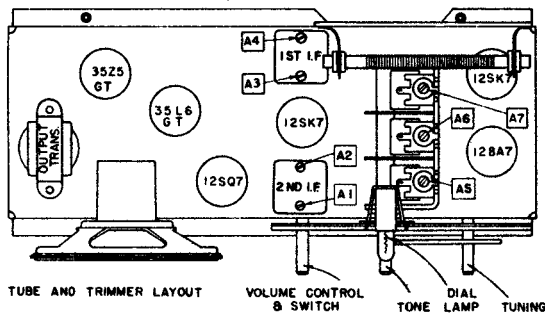 A4
1ST I.F
A3
35Z5
GT
12SK7
35L6
GT
12SK7
A6
A7
OUTPUT
TRANS.
12BA7
A2
12SQ7
2ND I.F
A1
A5
TUBE AND TRIMMER LAYOUT
VOLUME CONTROL
& SWITCH
TONE
DIAL
LAMP
TUNING